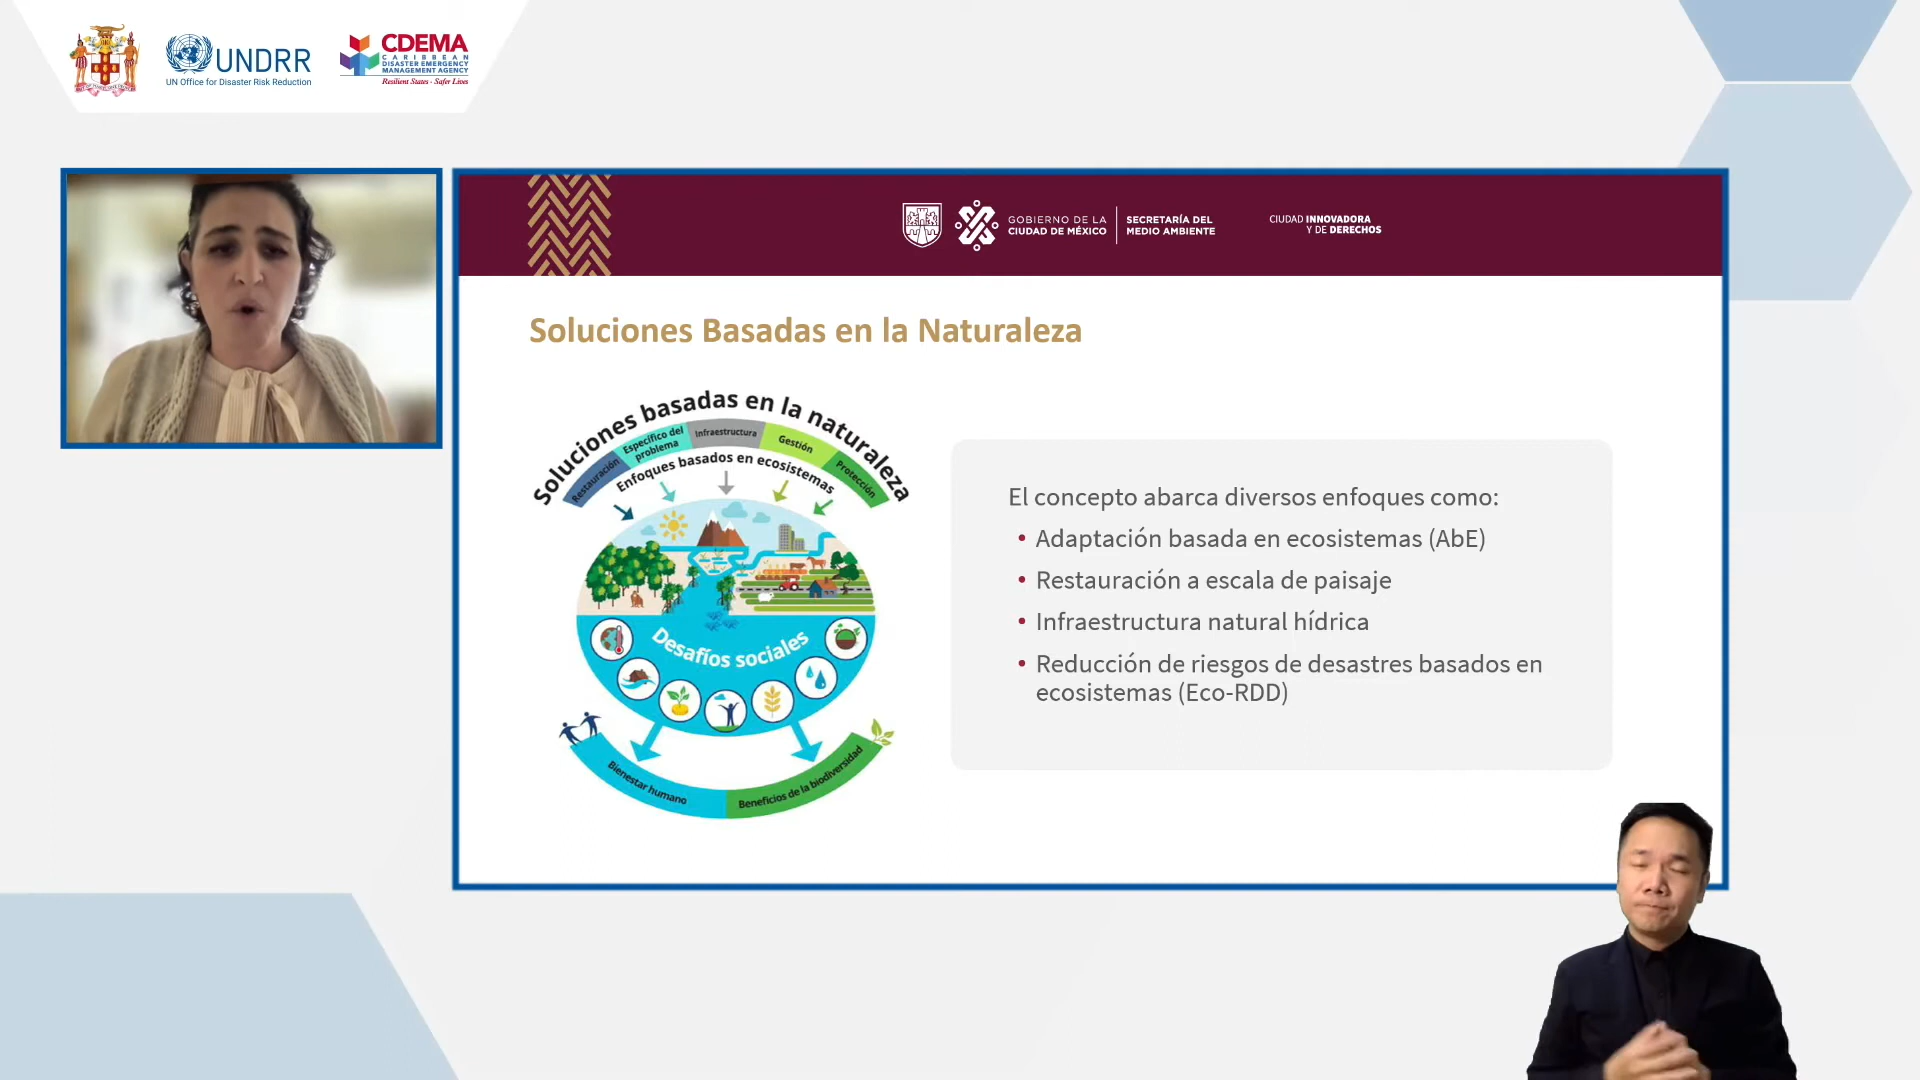 UNDRR
UN Office for Disaster Risk Reduction
CDEMA
CARIBBEAN
DISASTER EMERGENCY
MANAGEMENT AGENCY
Resilient States - Safer Lives
GOBIERNO DE LA
CIUDAD DE MÉXICO
SECRETARÍA DEL
MEDIO AMBIENTE
CIUDAD INNOVADORA
Y DE DERECHOS
Soluciones Basadas en la Naturaleza
Soluciones basadas en la naturaleza
Restauración
Específico del
problema
Infraestructura
Gestión
Protección
Enfoques basados en ecosistemas
Desafíos sociales
Bienestar humano
Beneficios de la biodiversidad
El concepto abarca diversos enfoques como:
• Adaptación basada en ecosistemas (AbE)
• Restauración a escala de paisaje
• Infraestructura natural hídrica
• Reducción de riesgos de desastres basados en
ecosistemas (Eco-RDD)